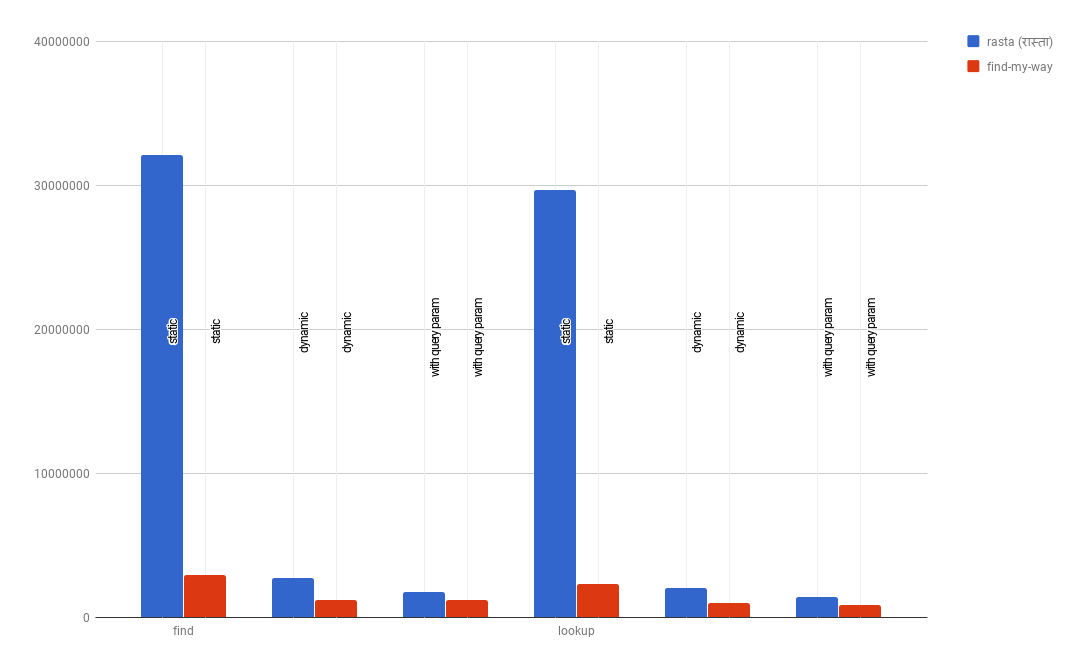 40000000
30000000
20000000
10000000
0
rasta (रास्ता)
find-my-way
static
static
dynamic
dynamic
with query param
with query param
static
static
dynamic
dynamic
with query param
with query param
find
lookup